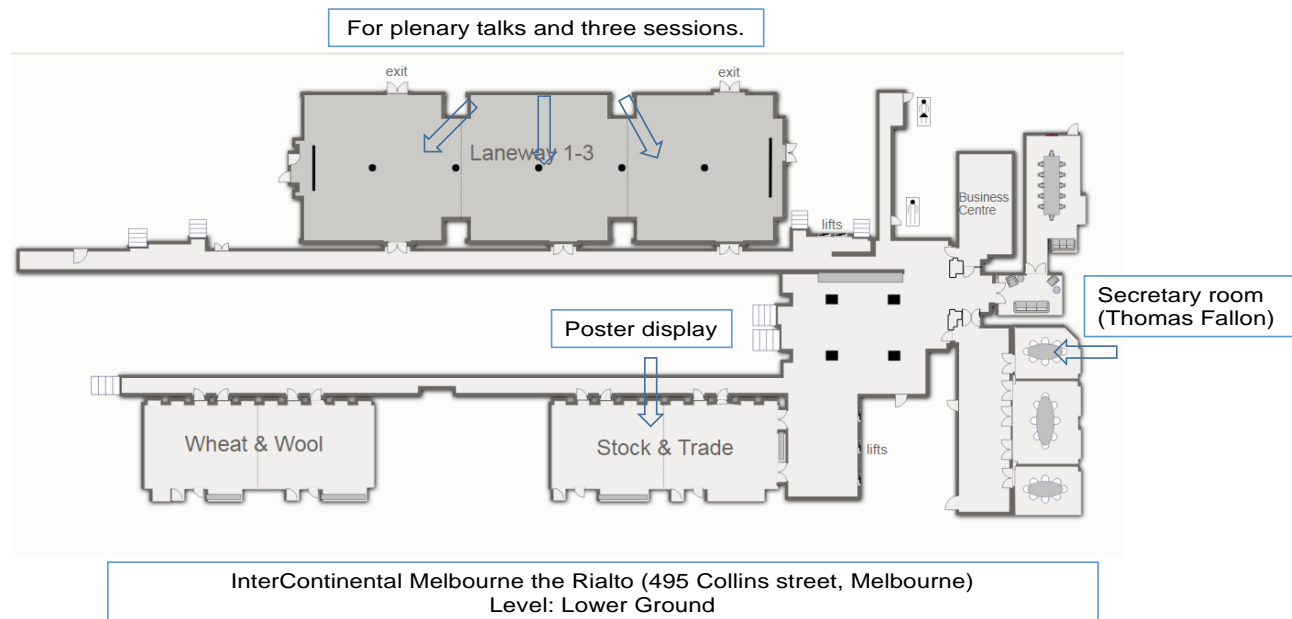 For plenary talks and three sessions.
exit
exit
Laneway 1-3
Business
Centre
lifts
Secretary room
(Thomas Fallon)
Poster display
Wheat & Wool
Stock & Trade
lifts
InterContinental Melbourne the Rialto (495 Collins street, Melbourne)
Level: Lower Ground